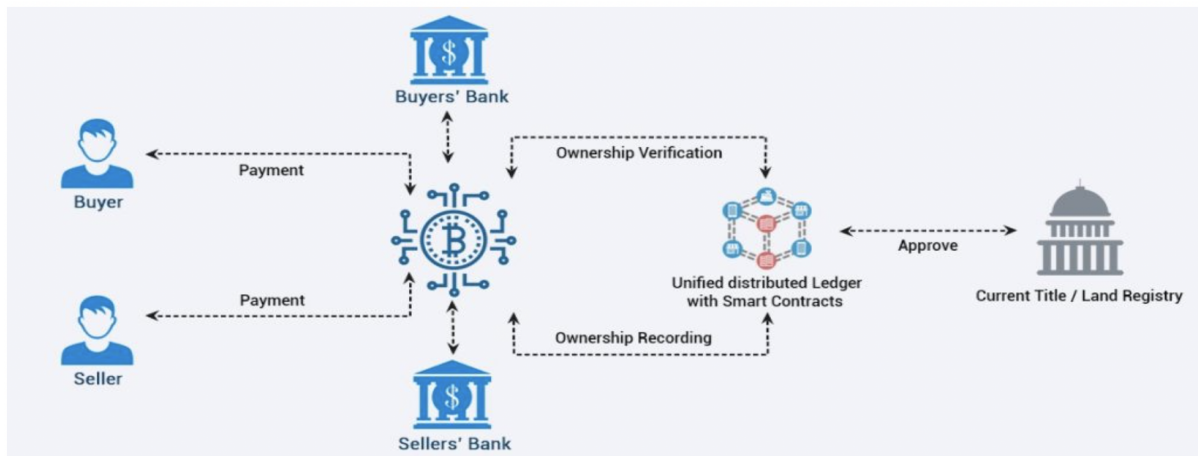 Buyers' Bank
Ownership Verification
Payment
Buyer
Approve
Unified distributed Ledger
with Smart Contracts
Current Title / Land Registry
Payment
Ownership Recording
Seller
Sellers' Bank